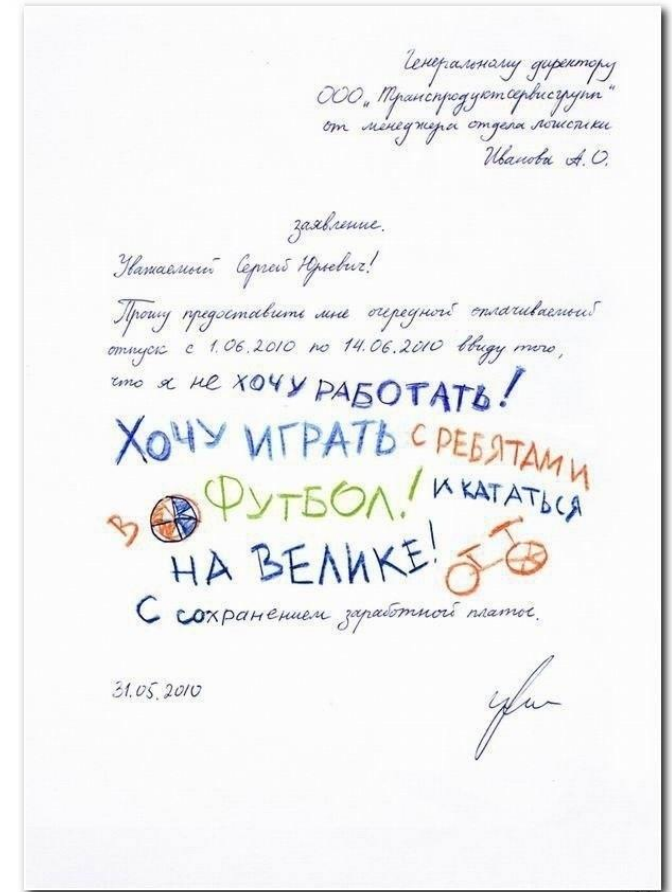 Генеральному директору
ООО „Транспродуктсервисгрупп“
от менеджера отдела логистики
Иванова А.О.
заявление.
Уважаемый Сергей Юрьевич!
Прошу предоставить мне очередной оплачиваемый
отпуск с 1.06.2010 по 14.06.2010 ввиду того,
что я не ХОЧУ РАБОТАТЬ!
ХОЧУ ИГРАТЬ С РЕБЯТАМИ
В ФУТБОЛ! И КАТАТЬСЯ
НА ВЕЛИКЕ!
С сохранением заработной платы.
31.05.2010